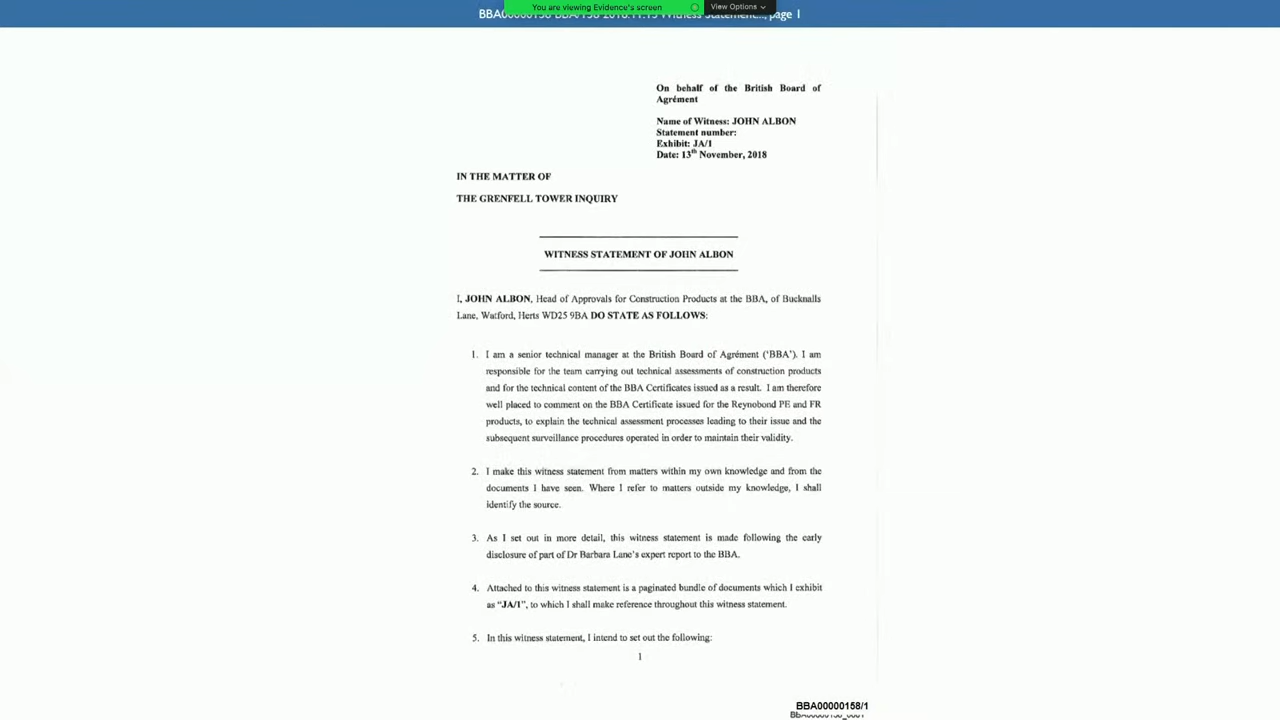 You are viewing Evidence's screen
View Options
page 1
On behalf of the British Board of
Agrément
Name of Witness: JOHN ALBON
Statement number:
Exhibit: JA/1
Date: 13th November, 2018
IN THE MATTER OF
THE GRENFELL TOWER INQUIRY
WITNESS STATEMENT OF JOHN ALBON
I, JOHN ALBON, Head of Approvals for Construction Products at the BBA, of Bucknalls
Lane, Watford, Herts WD25 9BA DO STATE AS FOLLOWS:
1. I am a senior technical manager at the British Board of Agrément ('BBA'). I am
responsible for the team carrying out technical assessments of construction products
and for the technical content of the BBA Certificates issued as a result. I am therefore
well placed to comment on the BBA Certificate issued for the Reynobond PE and FR
products, to explain the technical assessment processes leading to their issue and the
subsequent surveillance procedures operated in order to maintain their validity.
2. I make this witness statement from matters within my own knowledge and from the
documents I have seen. Where I refer to matters outside my knowledge, I shall
identify the source.
3. As I set out in more detail, this witness statement is made following the early
disclosure of part of Dr Barbara Lane's expert report to the BBA.
4. Attached to this witness statement is a paginated bundle of documents which I exhibit
as "JA/1", to which I shall make reference throughout this witness statement.
5. In this witness statement, I intend to set out the following:
1
BBA00000158/1